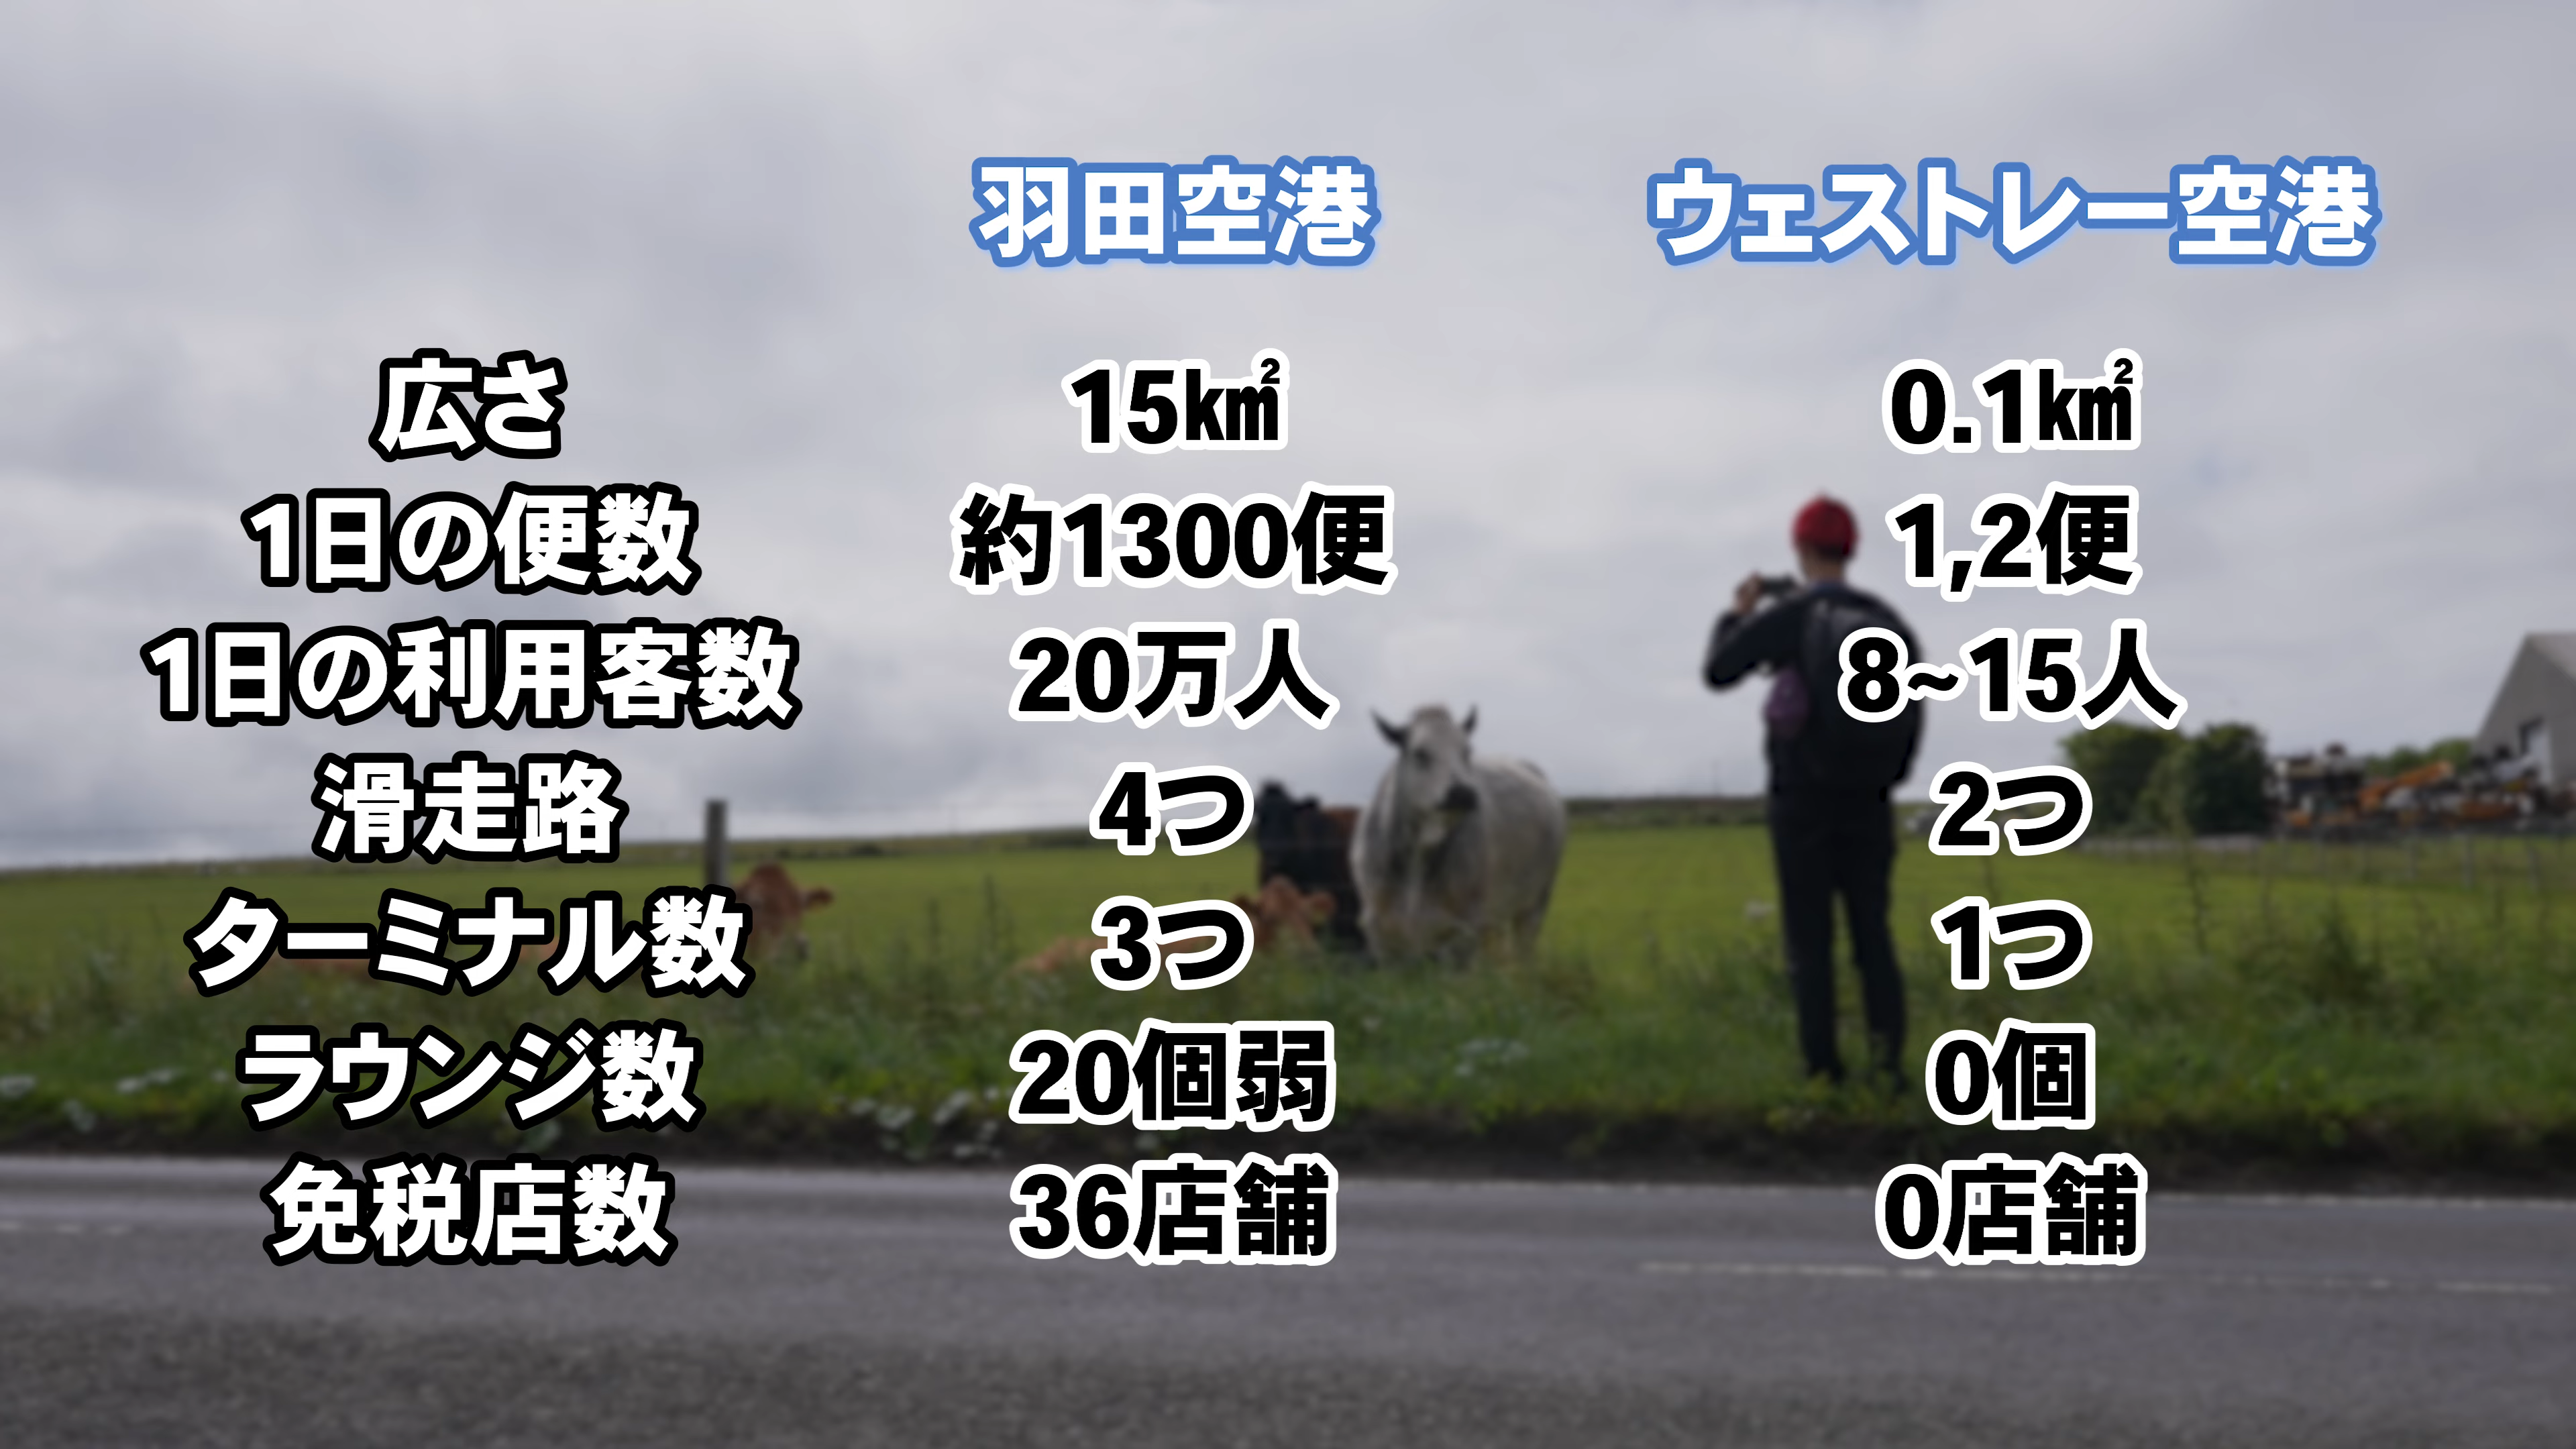 羽田空港 ウェストレー空港
広さ 15㎢ 0.1㎢
1日の便数 約1300便 1,2便
1日の利用客数 20万人 8~15人
滑走路 4つ 2つ
ターミナル数 3つ 1つ
ラウンジ数 20個弱 0個
免税店数 36店舗 0店舗